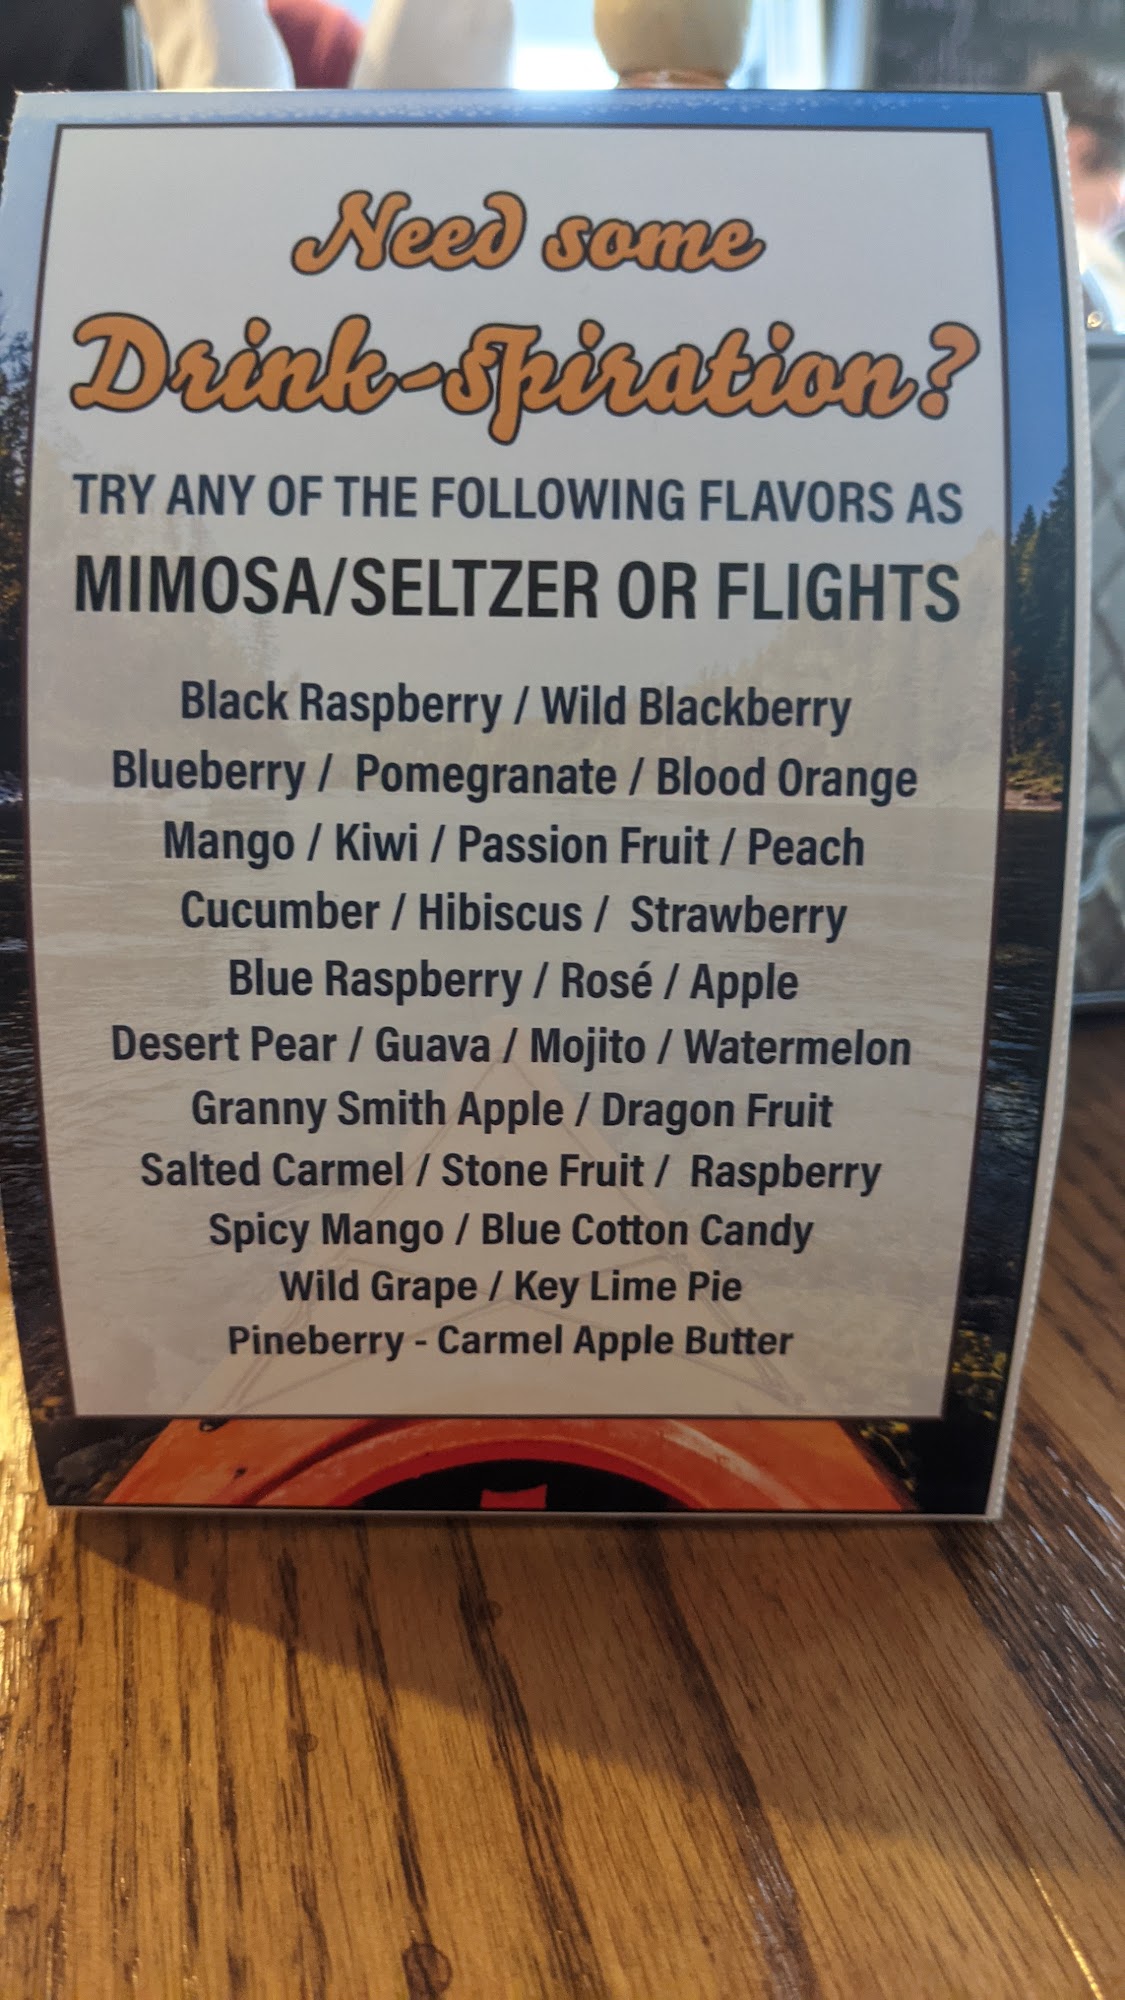 Need some
Drink-spiration?
TRY ANY OF THE FOLLOWING FLAVORS AS
MIMOSA/SELTZER OR FLIGHTS
Black Raspberry / Wild Blackberry
Blueberry / Pomegranate / Blood Orange
Mango / Kiwi / Passion Fruit / Peach
Cucumber / Hibiscus / Strawberry
Blue Raspberry / Rosé / Apple
Desert Pear / Guava / Mojito / Watermelon
Granny Smith Apple / Dragon Fruit
Salted Carmel / Stone Fruit / Raspberry
Spicy Mango / Blue Cotton Candy
Wild Grape / Key Lime Pie
Pineberry - Carmel Apple Butter